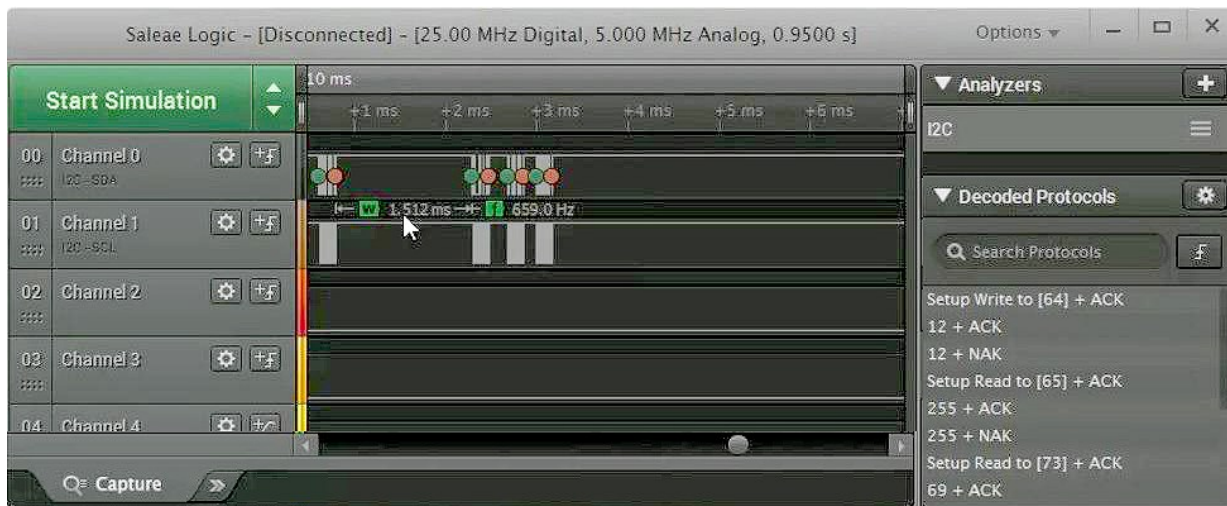 Saleae Logic - [Disconnected] - [25.00 MHz Digital, 5.000 MHz Analog, 0.9500 s]
Options
Start Simulation
10 ms
+1 ms +2 ms +3 ms +4 ms +5 ms +6 ms
00 Channel 0
I2C - SDA
W 1.512 ms f 659.0 Hz
01 Channel 1
I2C - SCL
02 Channel 2
03 Channel 3
04 Channel 4
Capture
Analyzers
I2C
Decoded Protocols
Search Protocols
Setup Write to [64] + ACK
12 + ACK
12 + NAK
Setup Read to [65] + ACK
255 + ACK
255 + NAK
Setup Read to [73] + ACK
69 + ACK